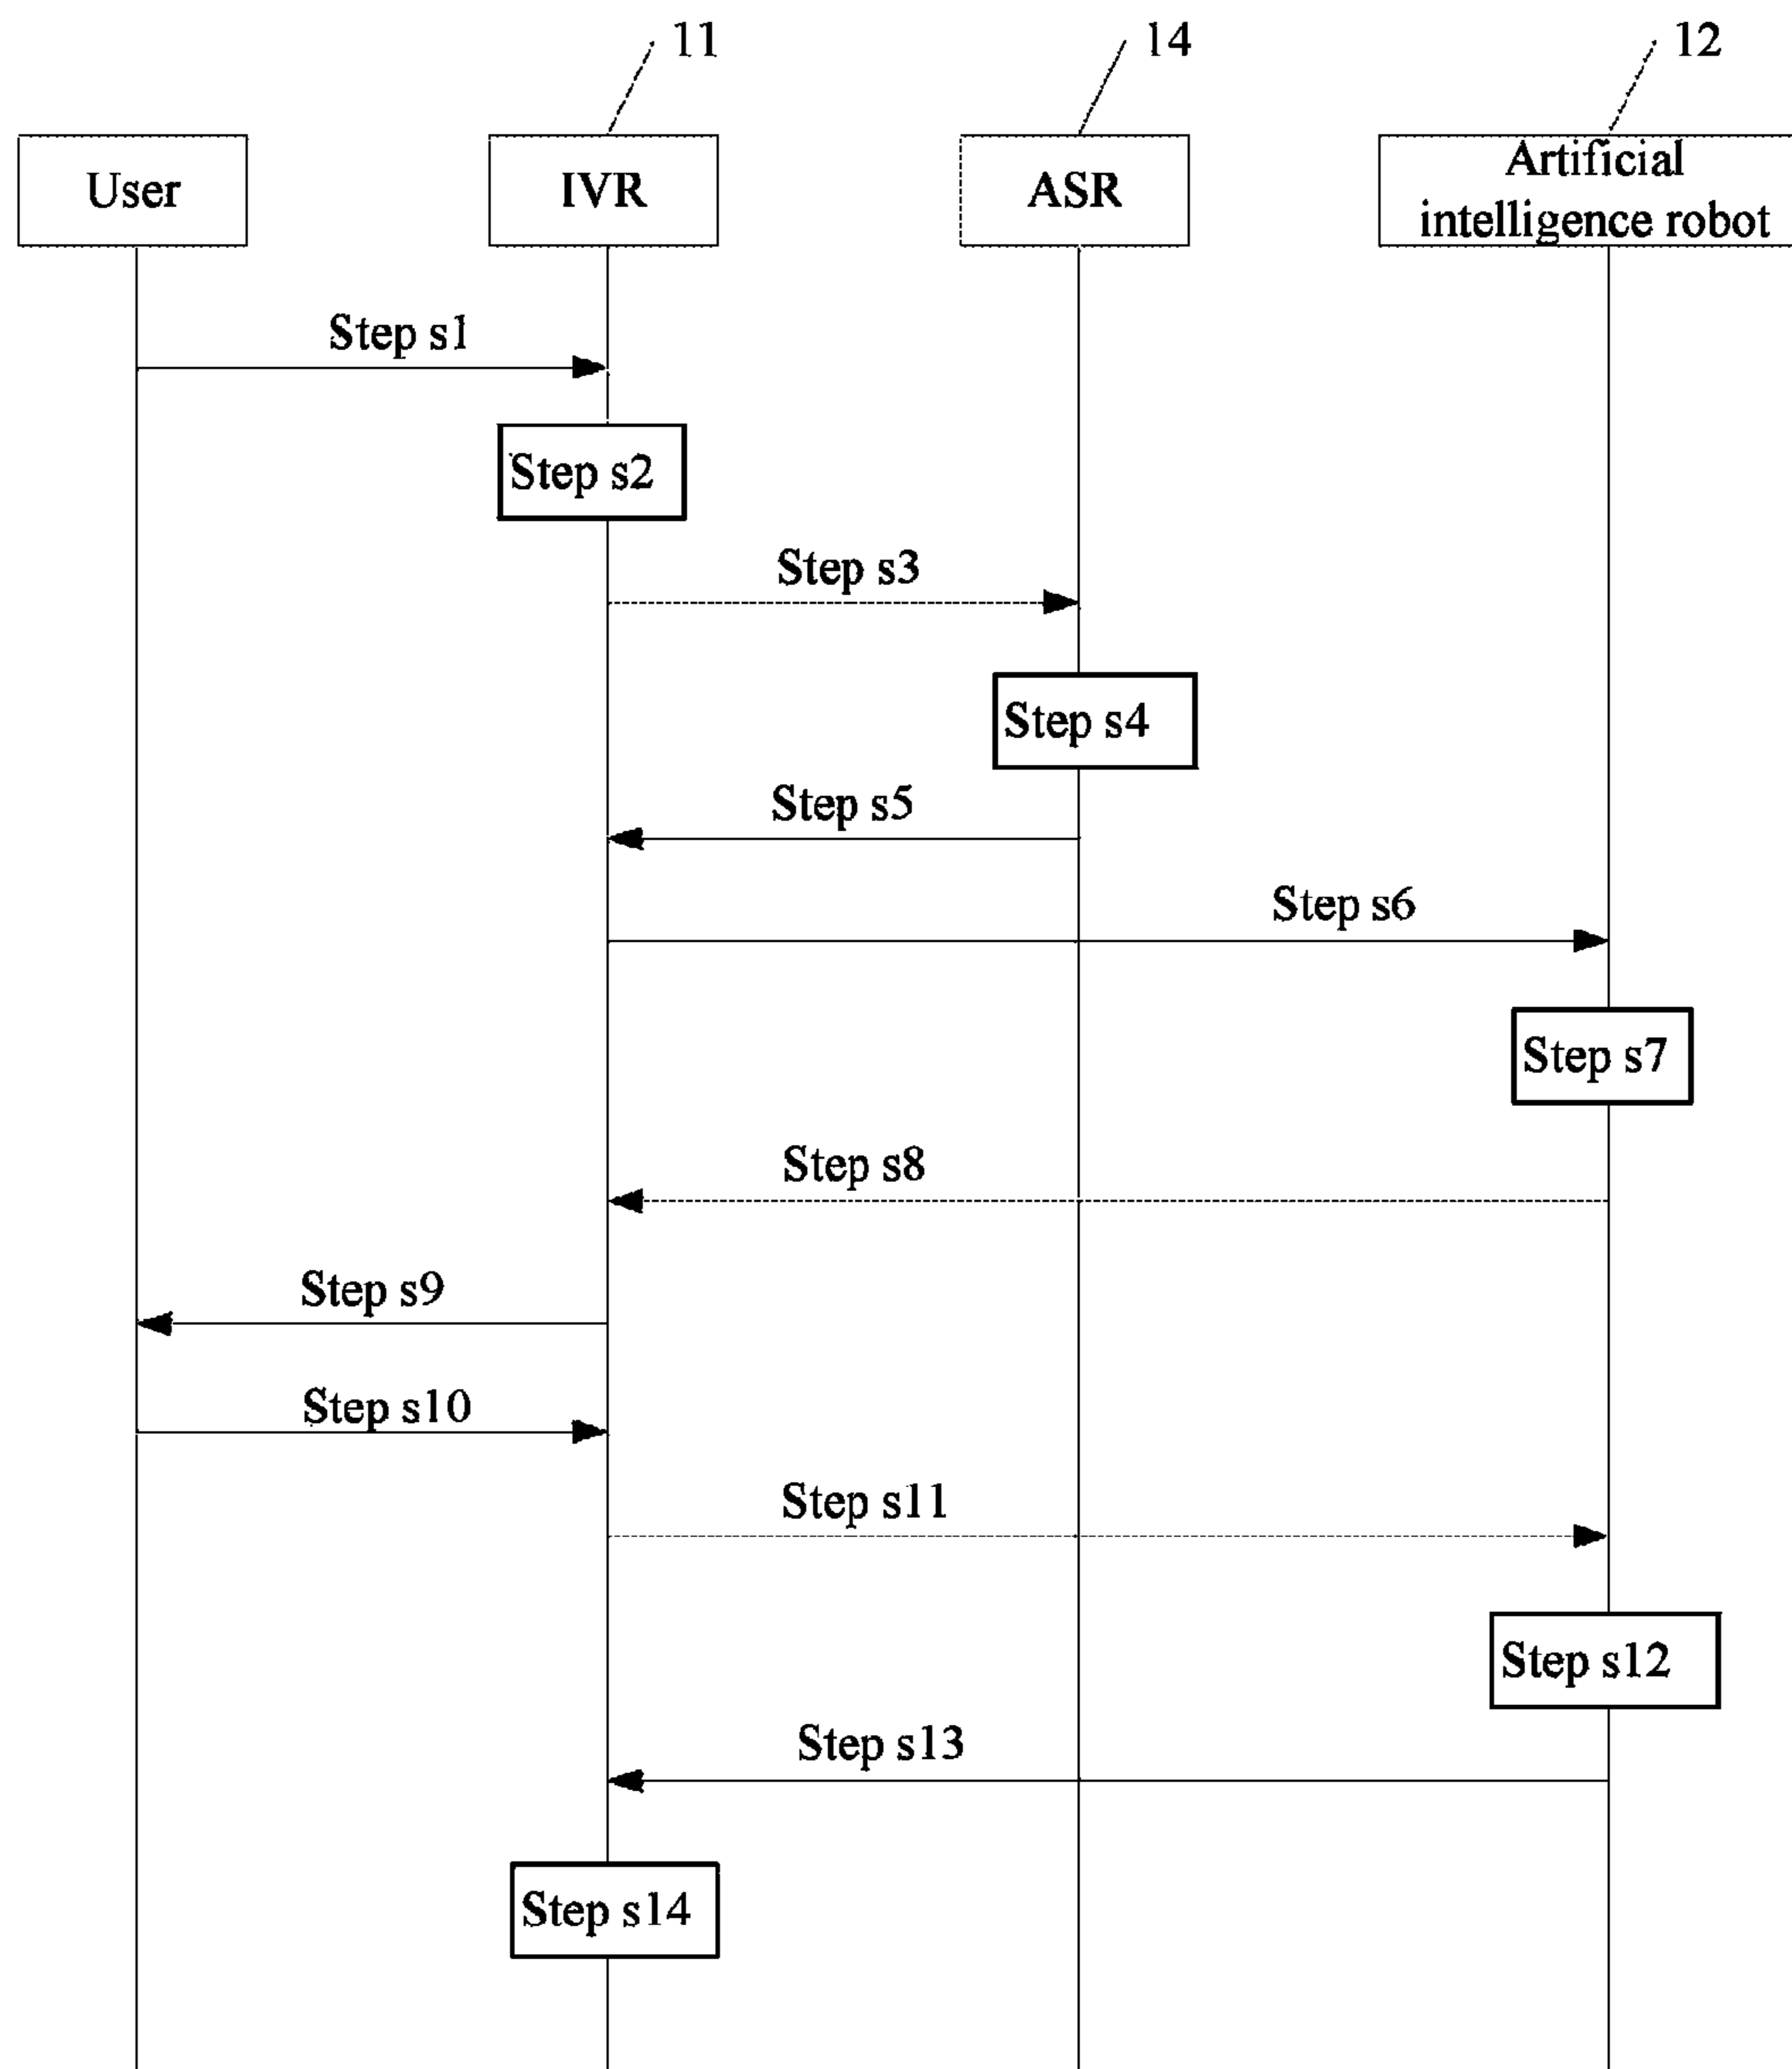 11
14
12
User
IVR
ASR
Artificial
intelligence robot
Step s1
Step s2
Step s3
Step s4
Step s5
Step s6
Step s7
Step s8
Step s9
Step s10
Step s11
Step s12
Step s13
Step s14